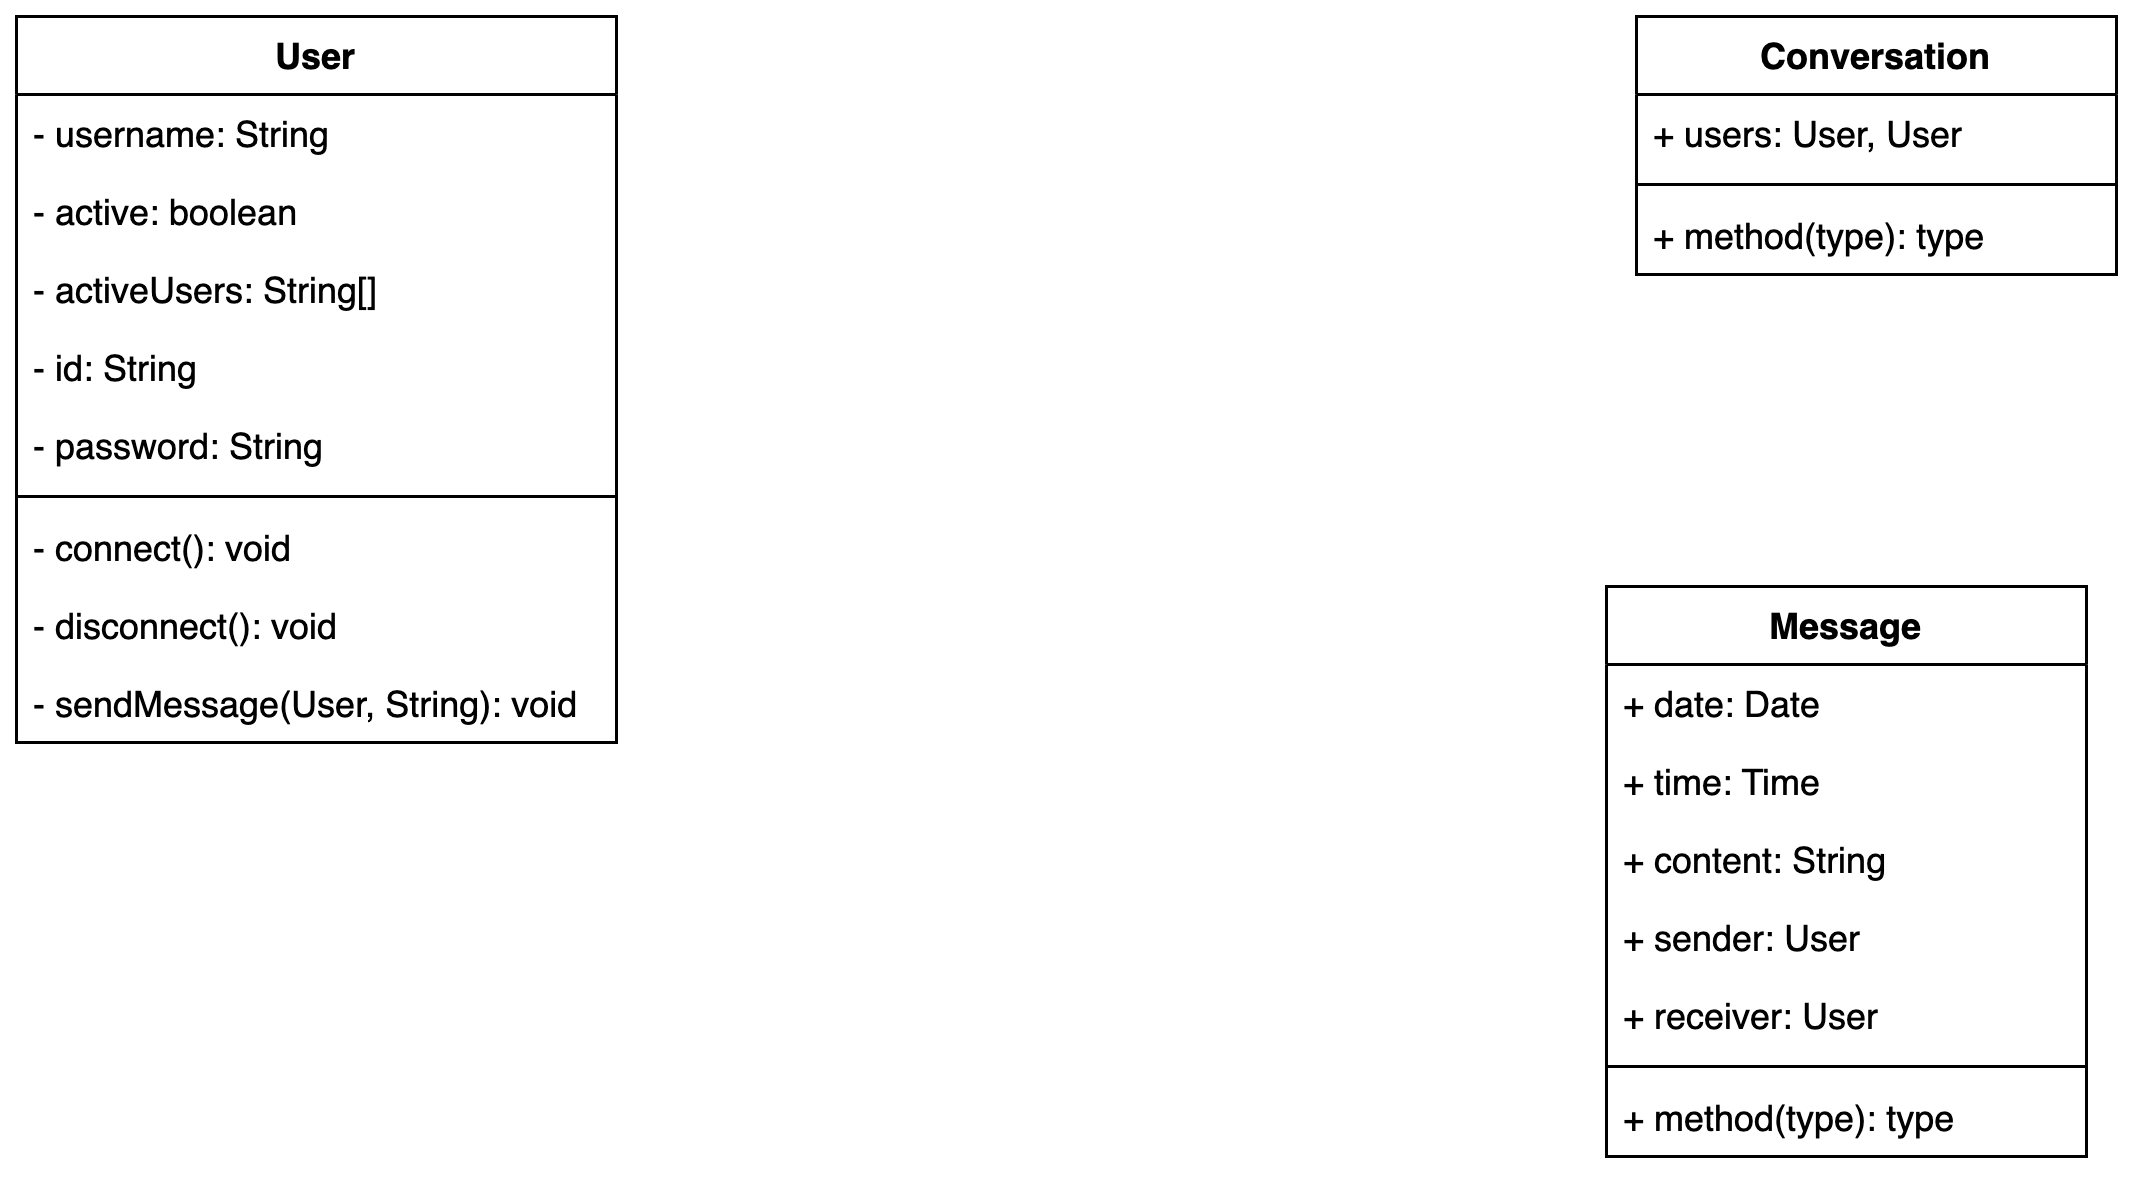 User
- username: String
- active: boolean
- activeUsers: String[]
- id: String
- password: String
- connect(): void
- disconnect(): void
- sendMessage(User, String): void
Conversation
+ users: User, User
+ method(type): type
Message
+ date: Date
+ time: Time
+ content: String
+ sender: User
+ receiver: User
+ method(type): type